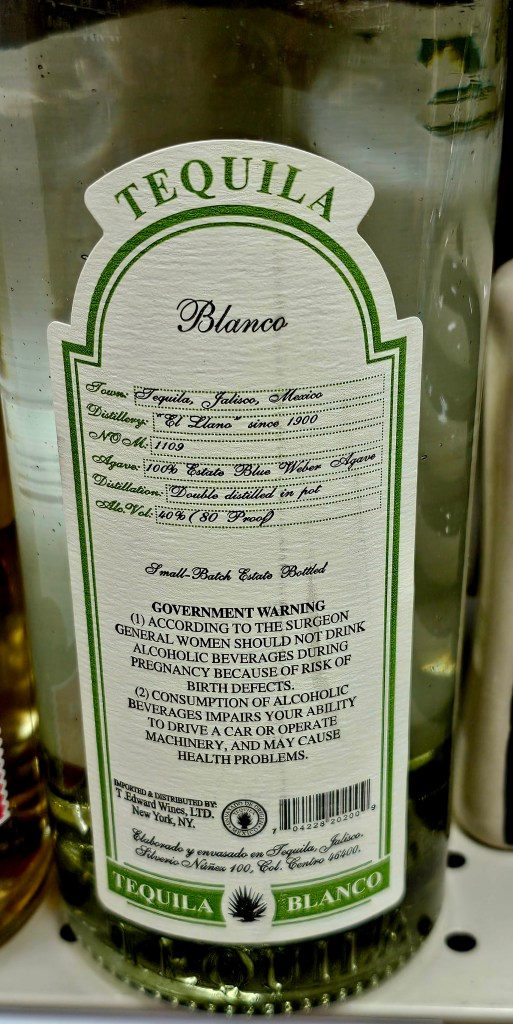 TEQUILA
Blanco
Town: Tequila, Jalisco, Mexico
Distillery: "El Llano" since 1900
NOM: 1109
Agave: 100% Estate Blue Weber Agave
Distillation: Double distilled in pot
Alc.Vol: 40% (80 Proof)
Small-Batch Estate Bottled
GOVERNMENT WARNING
(1) ACCORDING TO THE SURGEON
GENERAL WOMEN SHOULD NOT DRINK
ALCOHOLIC BEVERAGES DURING
PREGNANCY BECAUSE OF RISK OF
BIRTH DEFECTS.
(2) CONSUMPTION OF ALCOHOLIC
BEVERAGES IMPAIRS YOUR ABILITY
TO DRIVE A CAR OR OPERATE
MACHINERY, AND MAY CAUSE
HEALTH PROBLEMS.
IMPORTED & DISTRIBUTED BY:
T.Edward Wines, LTD.
New York, NY.
7 04228 20200 9
Elaborado y envasado en Tequila, Jalisco.
Silverio Núñez 100, Col. Centro 46400.
TEQUILA BLANCO